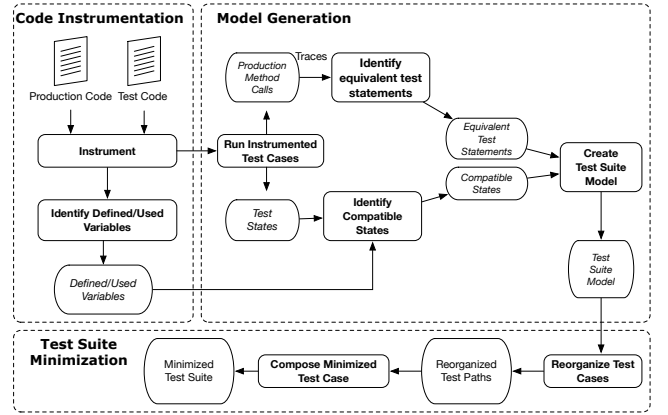 Code Instrumentation
Production Code
Test Code
Instrument
Identify Defined/Used
Variables
Defined/Used
Variables
Model Generation
Production
Method
Calls
Traces
Identify
equivalent test
statements
Run Instrumented
Test Cases
Test
States
Identify
Compatible
States
Equivalent
Test
Statements
Compatible
States
Create
Test Suite
Model
Test
Suite
Model
Test Suite
Minimization
Minimized
Test Suite
Compose Minimized
Test Case
Reorganized
Test Paths
Reorganize Test
Cases